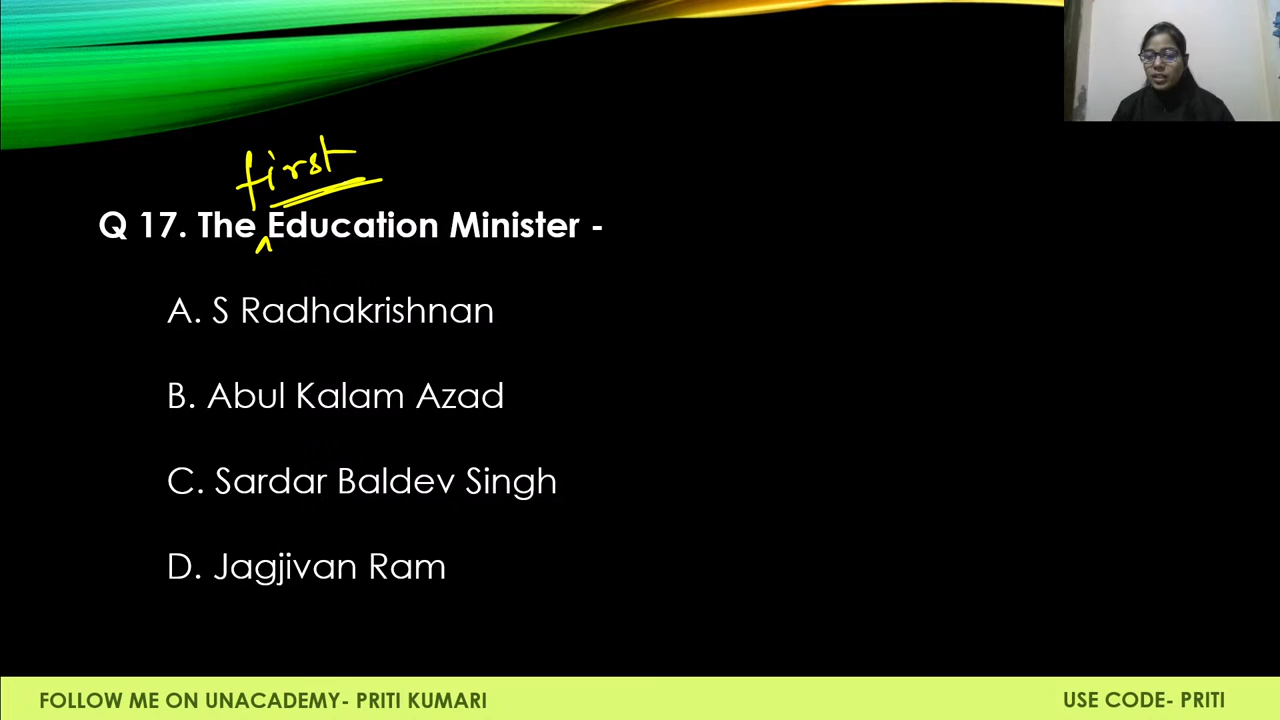 first
Q 17. The ^ Education Minister -
A. S Radhakrishnan
B. Abul Kalam Azad
C. Sardar Baldev Singh
D. Jagjivan Ram
FOLLOW ME ON UNACADEMY- PRITI KUMARI
USE CODE- PRITI